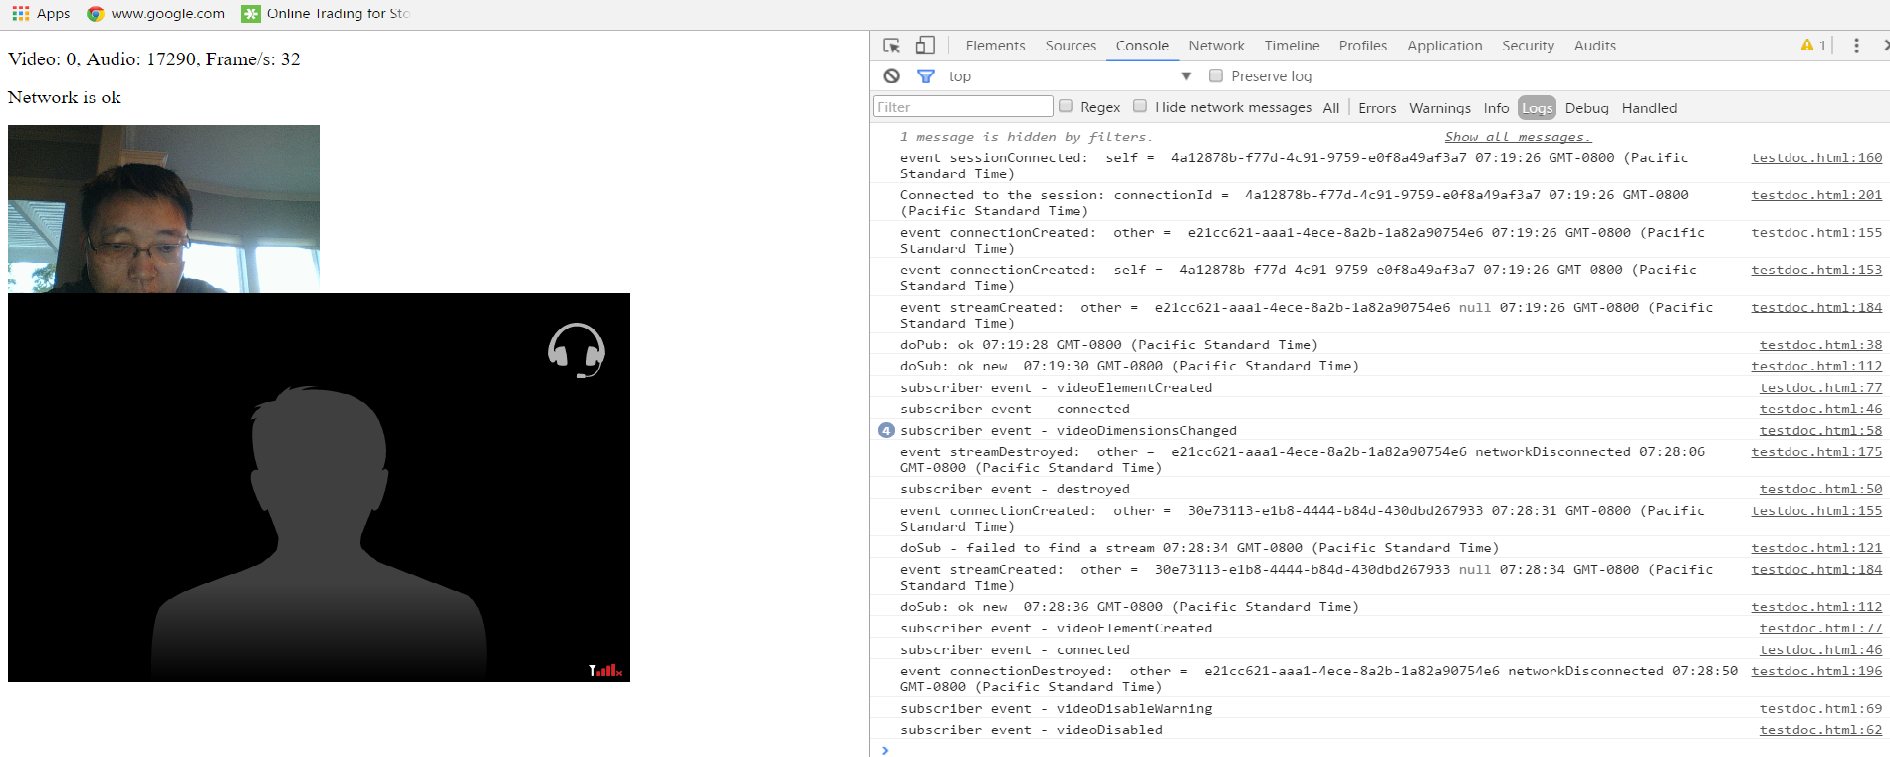 Apps www.google.com Online Trading for Sto
Video: 0, Audio: 17290, Frame/s: 32
Network is ok
Elements Sources Console Network Timeline Profiles Application Security Audits 1
top Preserve log
Filter Regex Hide network messages All Errors Warnings Info Logs Debug Handled
1 message is hidden by filters. Show all messages.
event sessionConnected: self = 4a12878b-f77d-4c91-9759-e0f8a49af3a7 07:19:26 GMT-0800 (Pacific testdoc.html:160
Standard Time)
Connected to the session: connectionId = 4a12878b-f77d-4c91-9759-e0f8a49af3a7 07:19:26 GMT-0800 testdoc.html:201
(Pacific Standard Time)
event connectionCreated: other = e21cc621-aaa1-4ece-8a2b-1a82a90754e6 07:19:26 GMT-0800 (Pacific testdoc.html:155
Standard Time)
event connectionCreated: self = 4a12878b-f77d-4c91-9759-e0f8a49af3a7 07:19:26 GMT-0800 (Pacific testdoc.html:153
Standard Time)
event streamCreated: other = e21cc621-aaa1-4ece-8a2b-1a82a90754e6 null 07:19:26 GMT-0800 (Pacific testdoc.html:184
Standard Time)
doPub: ok 07:19:28 GMT-0800 (Pacific Standard Time) testdoc.html:38
doSub: ok new 07:19:30 GMT-0800 (Pacific Standard Time) testdoc.html:112
subscriber event - videoElementCreated testdoc.html:77
subscriber event - connected testdoc.html:46
4 subscriber event - videoDimensionsChanged testdoc.html:58
event streamDestroyed: other = e21cc621-aaa1-4ece-8a2b-1a82a90754e6 networkDisconnected 07:28:06 testdoc.html:175
GMT-0800 (Pacific Standard Time)
subscriber event - destroyed testdoc.html:50
event connectionCreated: other = 30e73113-e1b8-4444-b84d-430dbd267933 07:28:31 GMT-0800 (Pacific testdoc.html:155
Standard Time)
doSub - failed to find a stream 07:28:34 GMT-0800 (Pacific Standard Time) testdoc.html:121
event streamCreated: other = 30e73113-e1b8-4444-b84d-430dbd267933 null 07:28:34 GMT-0800 (Pacific testdoc.html:184
Standard Time)
doSub: ok new 07:28:36 GMT-0800 (Pacific Standard Time) testdoc.html:112
subscriber event - videoElementCreated testdoc.html:77
subscriber event - connected testdoc.html:46
event connectionDestroyed: other = e21cc621-aaa1-4ece-8a2b-1a82a90754e6 networkDisconnected 07:28:50 testdoc.html:196
GMT-0800 (Pacific Standard Time)
subscriber event - videoDisableWarning testdoc.html:69
subscriber event - videoDisabled testdoc.html:62